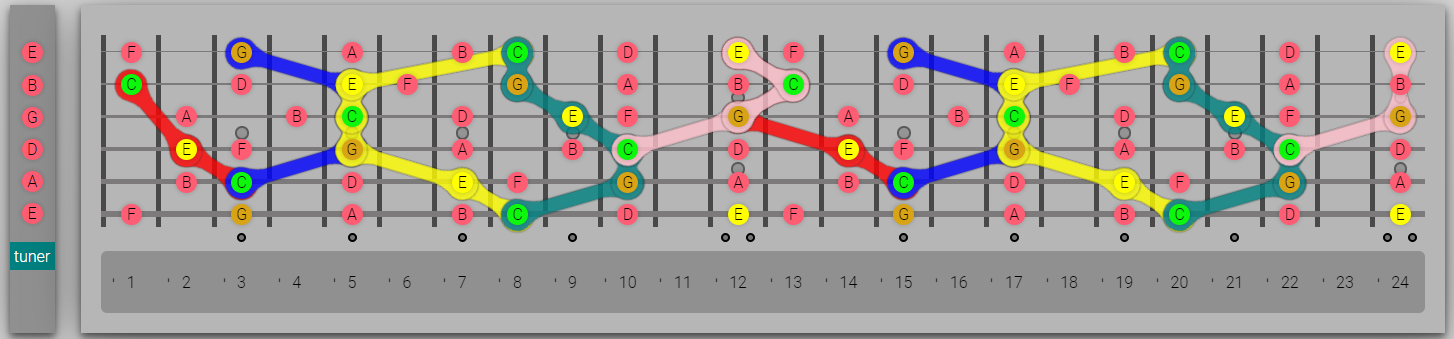 E F G A B C D E F G A B C D E
B C D E F G A B C D E F G A B
G A B C D E F G A B C D E F G
D E F G A B C D E F G A B C D
A B C D E F G A B C D E F G A
E F G A B C D E F G A B C D E
tuner
' 1 ' 2 ' 3 ' 4 ' 5 ' 6 ' 7 ' 8 ' 9 ' 10 ' 11 ' 12 ' 13 ' 14 ' 15 ' 16 ' 17 ' 18 ' 19 ' 20 ' 21 ' 22 ' 23 ' 24